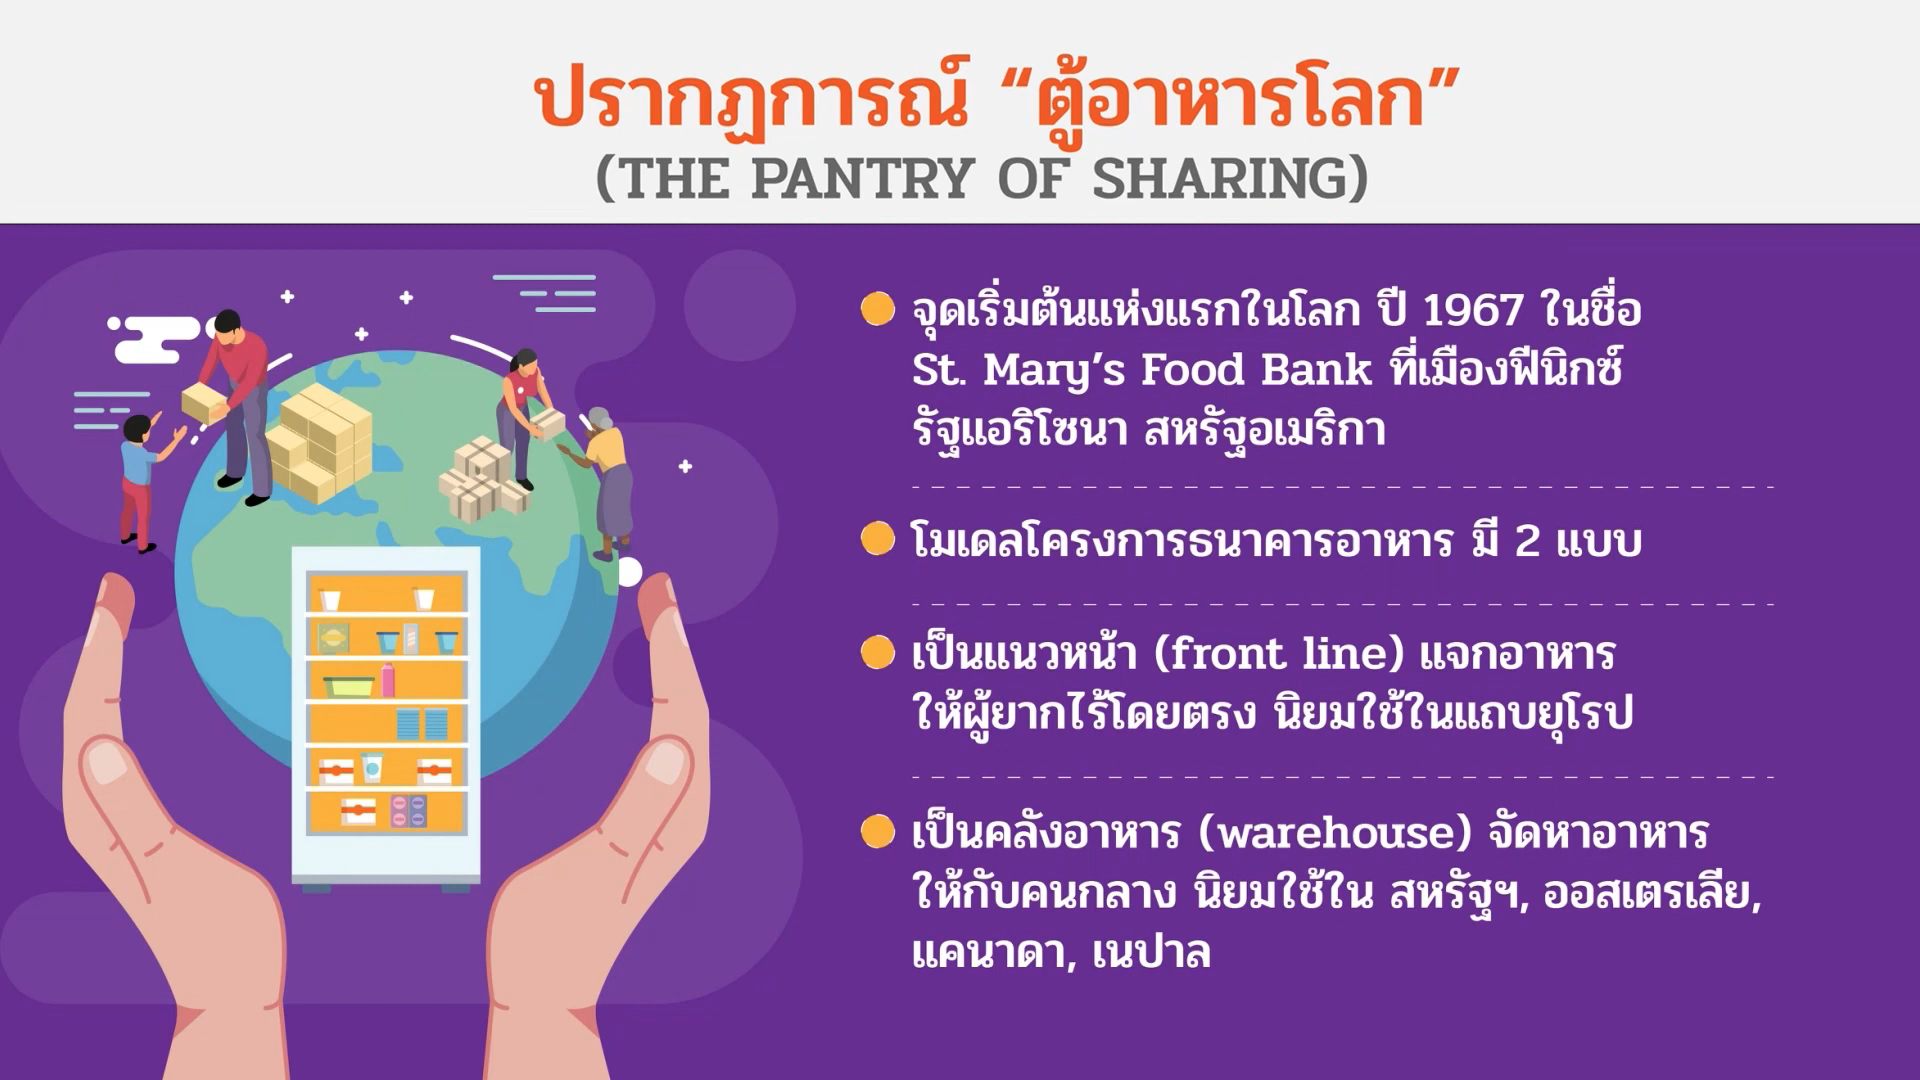 ปรากฏการณ์ “ตู้อาหารโลก”
(THE PANTRY OF SHARING)
จุดเริ่มต้นแห่งแรกในโลก ปี 1967 ในชื่อ
St. Mary’s Food Bank ที่เมืองฟีนิกซ์
รัฐแอริโซนา สหรัฐอเมริกา
โมเดลโครงการธนาคารอาหาร มี 2 แบบ
เป็นแนวหน้า (front line) แจกอาหาร
ให้ผู้ยากไร้โดยตรง นิยมใช้ในแถบยุโรป
เป็นคลังอาหาร (warehouse) จัดหาอาหาร
ให้กับคนกลาง นิยมใช้ใน สหรัฐฯ, ออสเตรเลีย,
แคนาดา, เนปาล